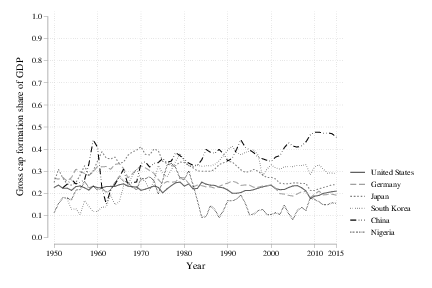 1.0
0.9
0.8
0.7
0.6
0.5
0.4
0.3
0.2
0.1
0.0
Gross cap formation share of GDP
1950
1960
1970
1980
1990
2000
2010
2015
Year
United States
Germany
Japan
South Korea
China
Nigeria